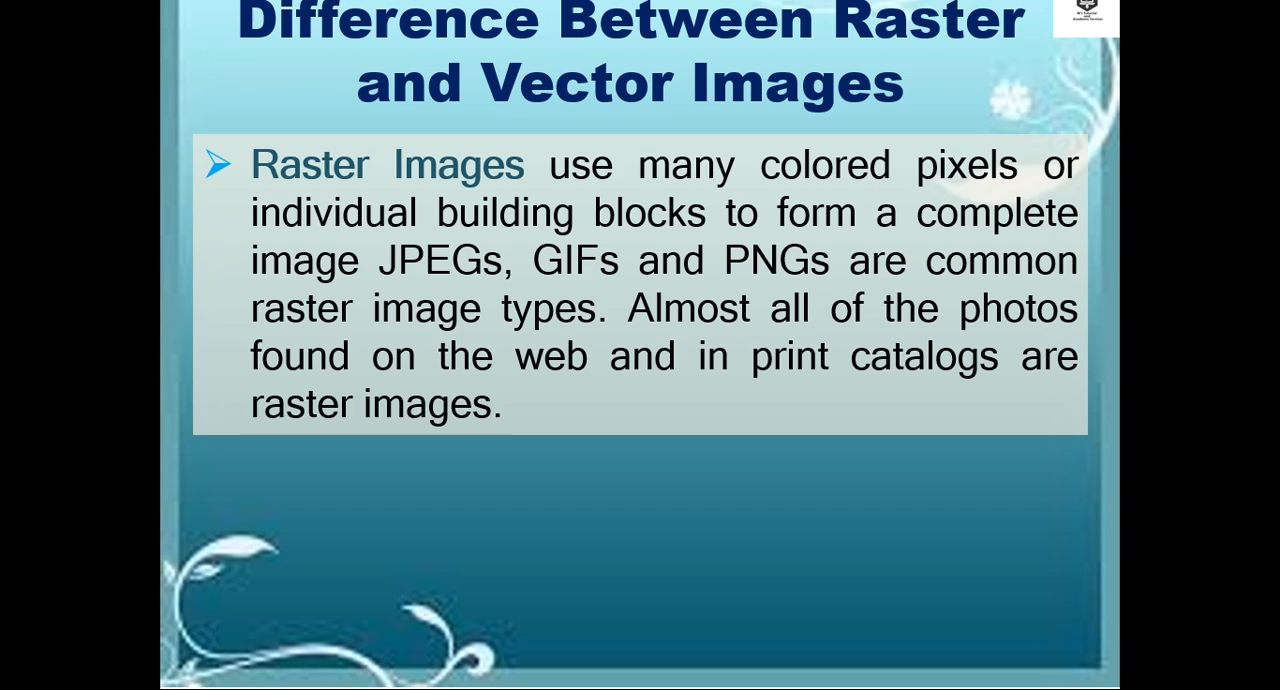 Difference Between Raster
and Vector Images
Raster Images use many colored pixels or
individual building blocks to form a complete
image JPEGs, GIFs and PNGs are common
raster image types. Almost all of the photos
found on the web and in print catalogs are
raster images.